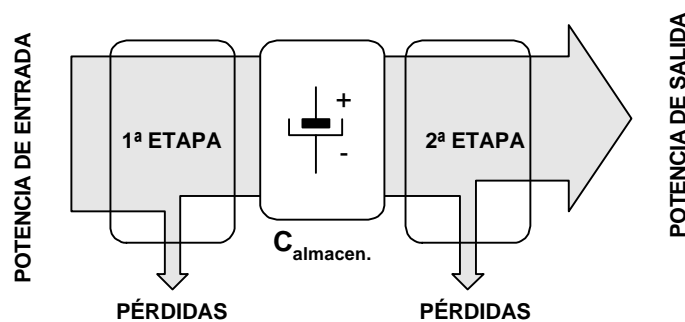 POTENCIA DE ENTRADA
1ª ETAPA
+
-
2ª ETAPA
POTENCIA DE SALIDA
Calmacen.
PÉRDIDAS
PÉRDIDAS